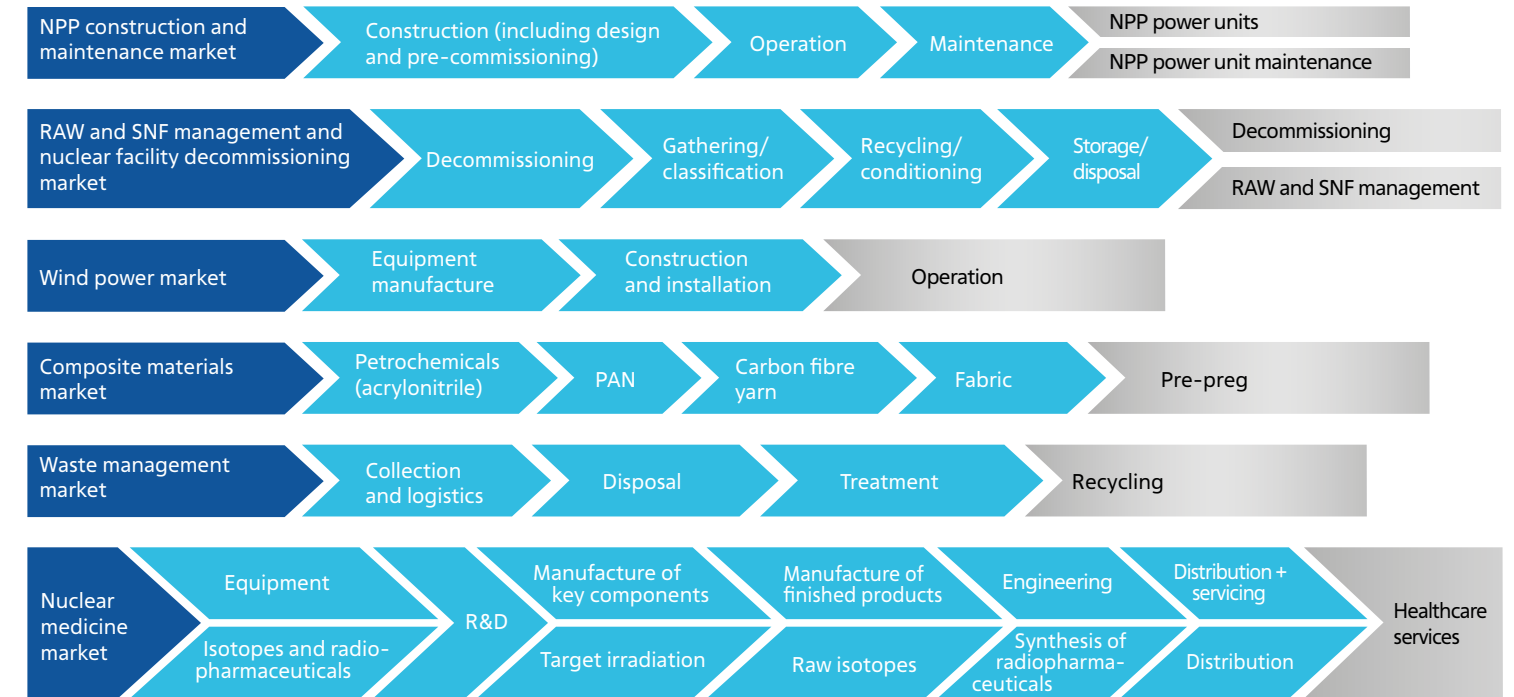 NPP construction and
maintenance market
Construction (including design
and pre-commissioning)
Operation
Maintenance
NPP power units
NPP power unit maintenance
RAW and SNF management and
nuclear facility decommissioning
market
Decommissioning
Gathering/
classification
Recycling/
conditioning
Storage/
disposal
Decommissioning
RAW and SNF management
Wind power market
Equipment
manufacture
Construction
and installation
Operation
Composite materials
market
Petrochemicals
(acrylonitrile)
PAN
Carbon fibre
yarn
Fabric
Pre-preg
Waste management
market
Collection
and logistics
Disposal
Treatment
Recycling
Nuclear
medicine
market
Equipment
Isotopes and radio-
pharmaceuticals
R&D
Manufacture of
key components
Target irradiation
Manufacture of
finished products
Raw isotopes
Engineering
Synthesis of
radiopharma-
ceuticals
Distribution +
servicing
Distribution
Healthcare
services